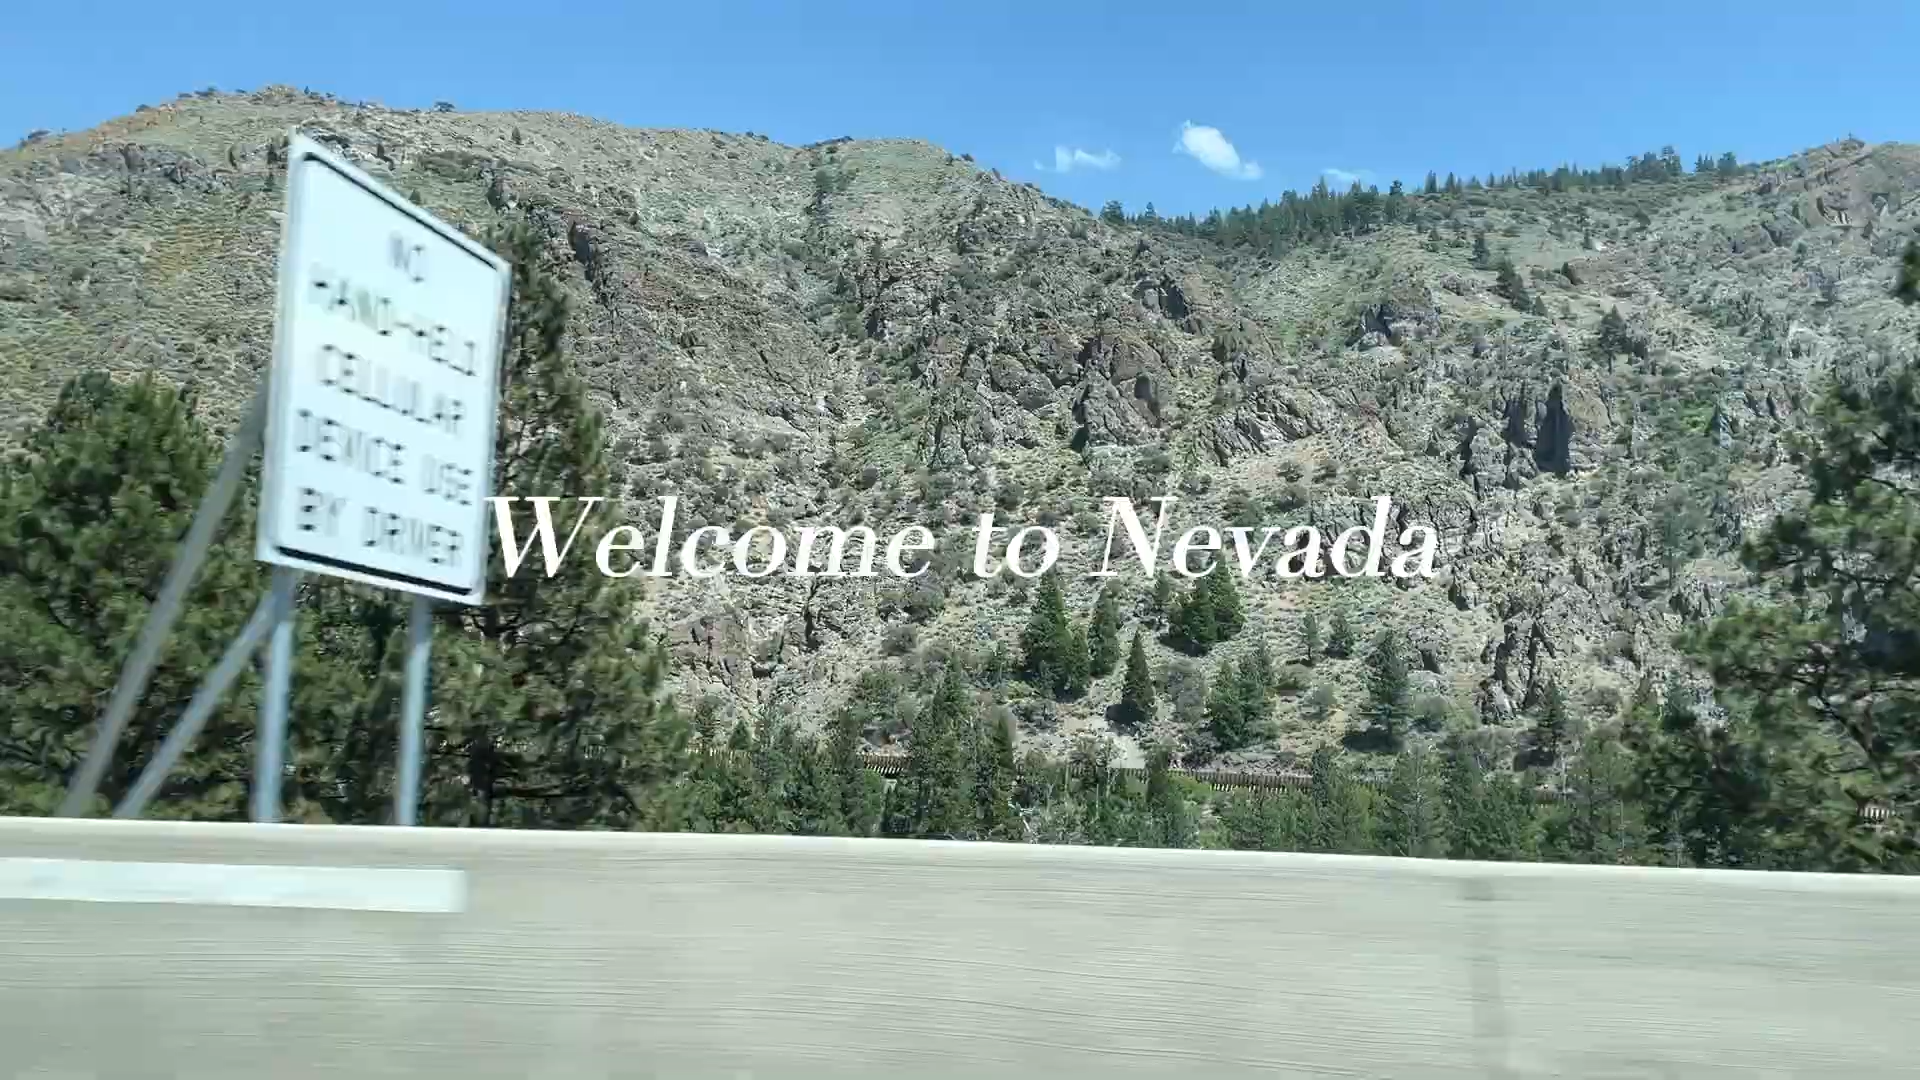 NO
HAND-HELD
CELLULAR
DEVICE USE
BY DRIVER
Welcome to Nevada